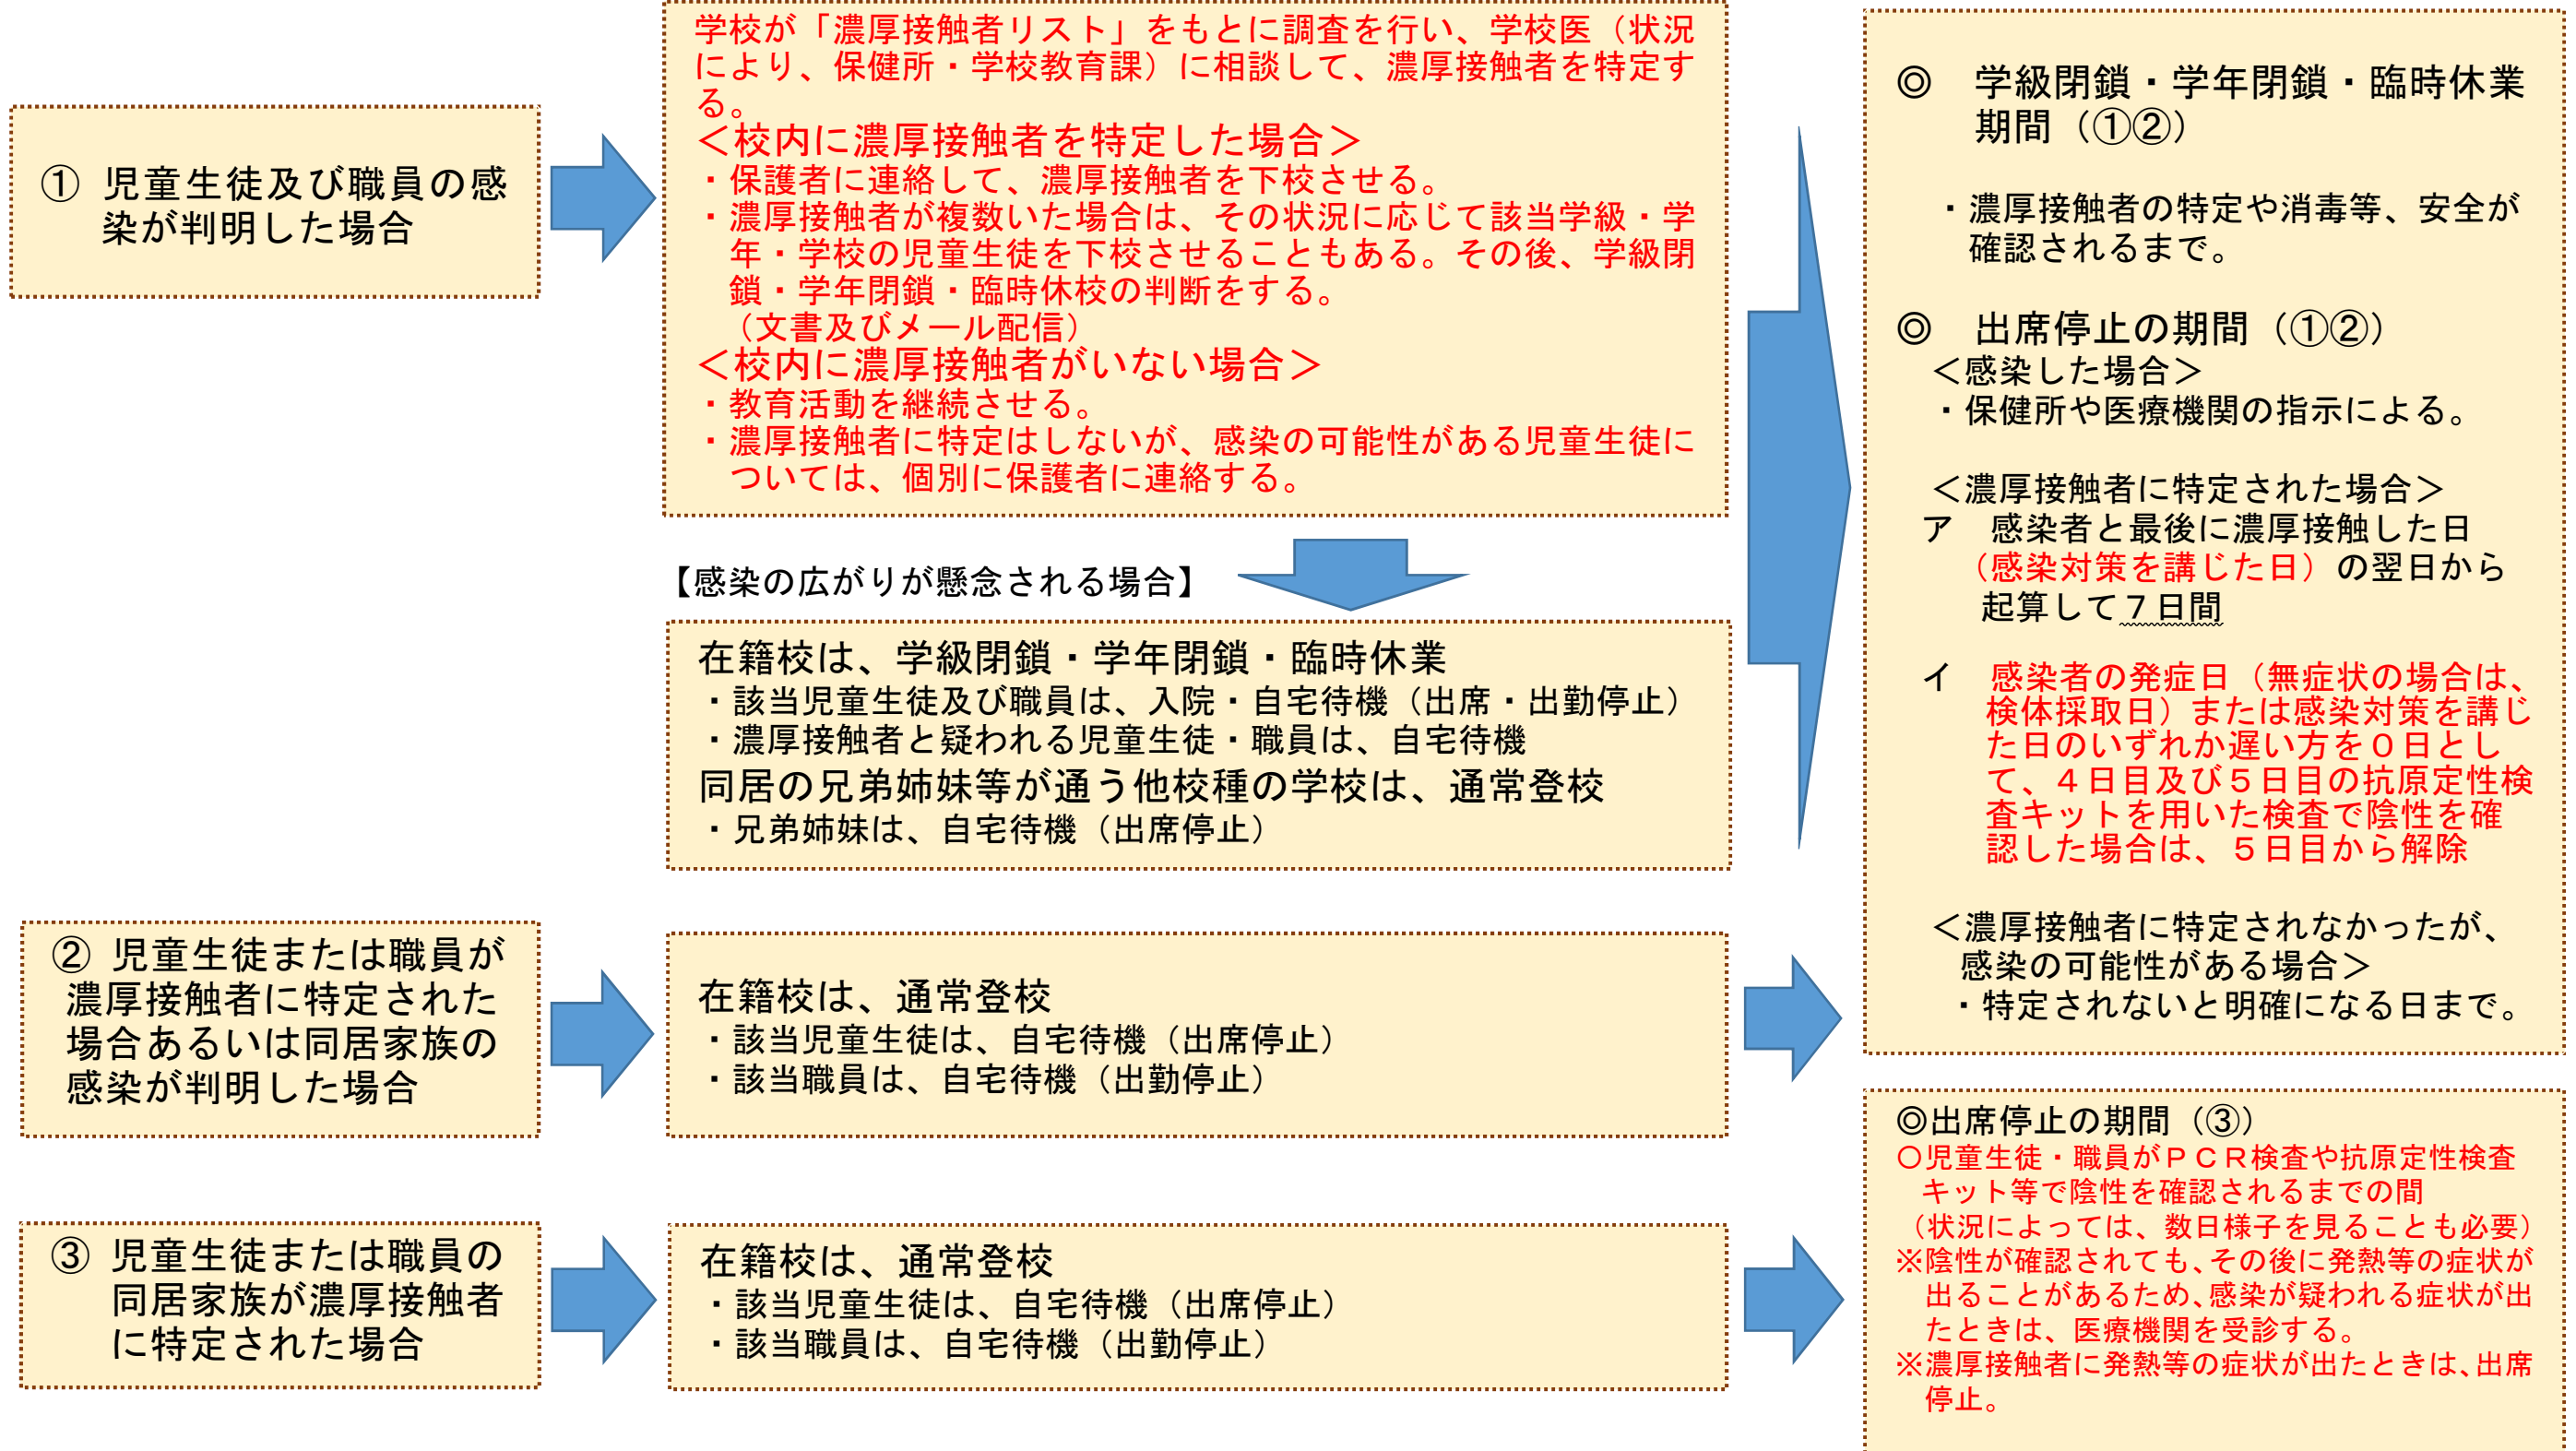 ① 児童生徒及び職員の感
染が判明した場合
学校が「濃厚接触者リスト」をもとに調査を行い、学校医（状況
により、保健所・学校教育課）に相談して、濃厚接触者を特定す
る。
＜校内に濃厚接触者を特定した場合＞
・保護者に連絡して、濃厚接触者を下校させる。
・濃厚接触者が複数いた場合は、その状況に応じて該当学級・学
年・学校の児童生徒を下校させることもある。その後、学級閉
鎖・学年閉鎖・臨時休校の判断をする。
（文書及びメール配信）
＜校内に濃厚接触者がいない場合＞
・教育活動を継続させる。
・濃厚接触者に特定はしないが、感染の可能性がある児童生徒に
ついては、個別に保護者に連絡する。
【感染の広がりが懸念される場合】
在籍校は、学級閉鎖・学年閉鎖・臨時休業
・該当児童生徒及び職員は、入院・自宅待機（出席・出勤停止）
・濃厚接触者と疑われる児童生徒・職員は、自宅待機
同居の兄弟姉妹等が通う他校種の学校は、通常登校
・兄弟姉妹は、自宅待機（出席停止）
◎　学級閉鎖・学年閉鎖・臨時休業
期間（①②）
・濃厚接触者の特定や消毒等、安全が
確認されるまで。
◎　出席停止の期間（①②）
＜感染した場合＞
・保健所や医療機関の指示による。
＜濃厚接触者に特定された場合＞
ア　感染者と最後に濃厚接触した日
（感染対策を講じた日）の翌日から
起算して７日間
イ　感染者の発症日（無症状の場合は、
検体採取日）または感染対策を講じ
た日のいずれか遅い方を０日とし
て、４日目及び５日目の抗原定性検
査キットを用いた検査で陰性を確
認した場合は、５日目から解除
＜濃厚接触者に特定されなかったが、
感染の可能性がある場合＞
・特定されないと明確になる日まで。
② 児童生徒または職員が
濃厚接触者に特定された
場合あるいは同居家族の
感染が判明した場合
在籍校は、通常登校
・該当児童生徒は、自宅待機（出席停止）
・該当職員は、自宅待機（出勤停止）
③ 児童生徒または職員の
同居家族が濃厚接触者
に特定された場合
在籍校は、通常登校
・該当児童生徒は、自宅待機（出席停止）
・該当職員は、自宅待機（出勤停止）
◎出席停止の期間（③）
○児童生徒・職員がＰＣＲ検査や抗原定性検査
キット等で陰性を確認されるまでの間
（状況によっては、数日様子を見ることも必要）
※陰性が確認されても、その後に発熱等の症状が
出ることがあるため、感染が疑われる症状が出
たときは、医療機関を受診する。
※濃厚接触者に発熱等の症状が出たときは、出席
停止。